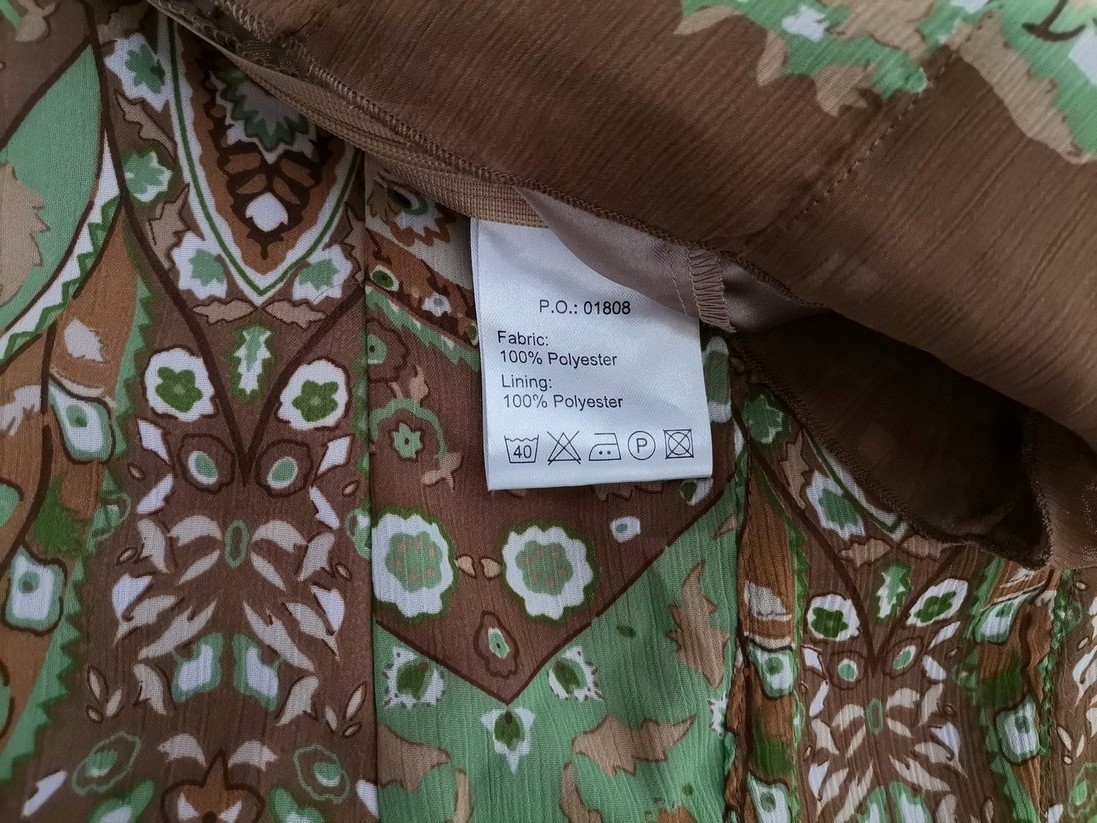 P.O.: 01808
Fabric:
100% Polyester
Lining:
100% Polyester
40 P